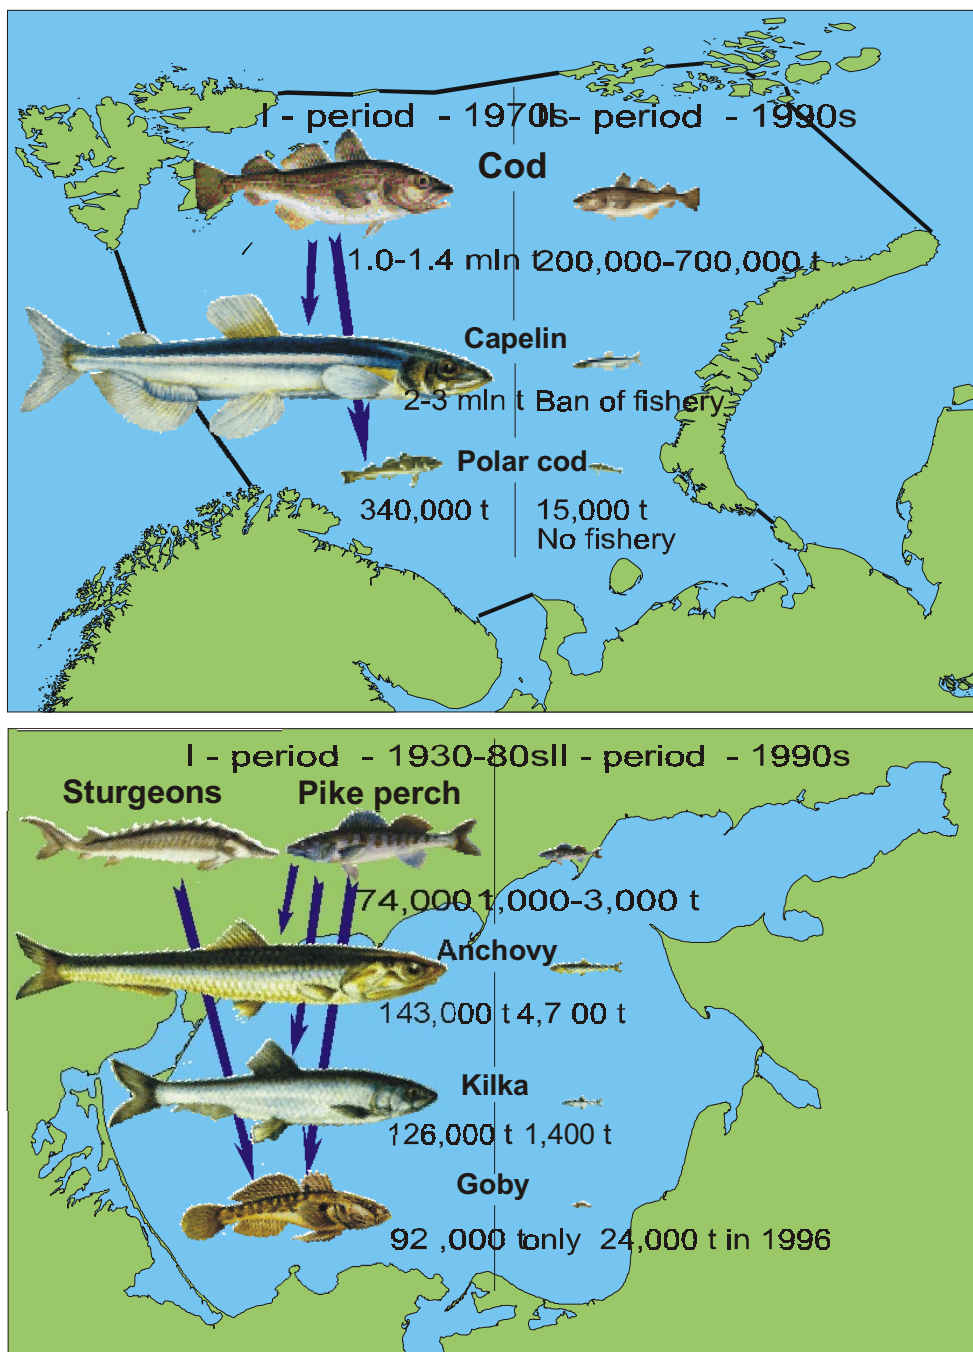 I - period - 1970s II - period - 1990s
Cod
1.0-1.4 mln t 200,000-700,000 t
Capelin
2-3 mln t Ban of fishery
Polar cod
340,000 t 15,000 t
No fishery
I - period - 1930-80s II - period - 1990s
Sturgeons Pike perch
74,000 t 1,000-3,000 t
Anchovy
143,000 t 4,7 00 t
Kilka
126,000 t 1,400 t
Goby
92 ,000 t only 24,000 t in 1996